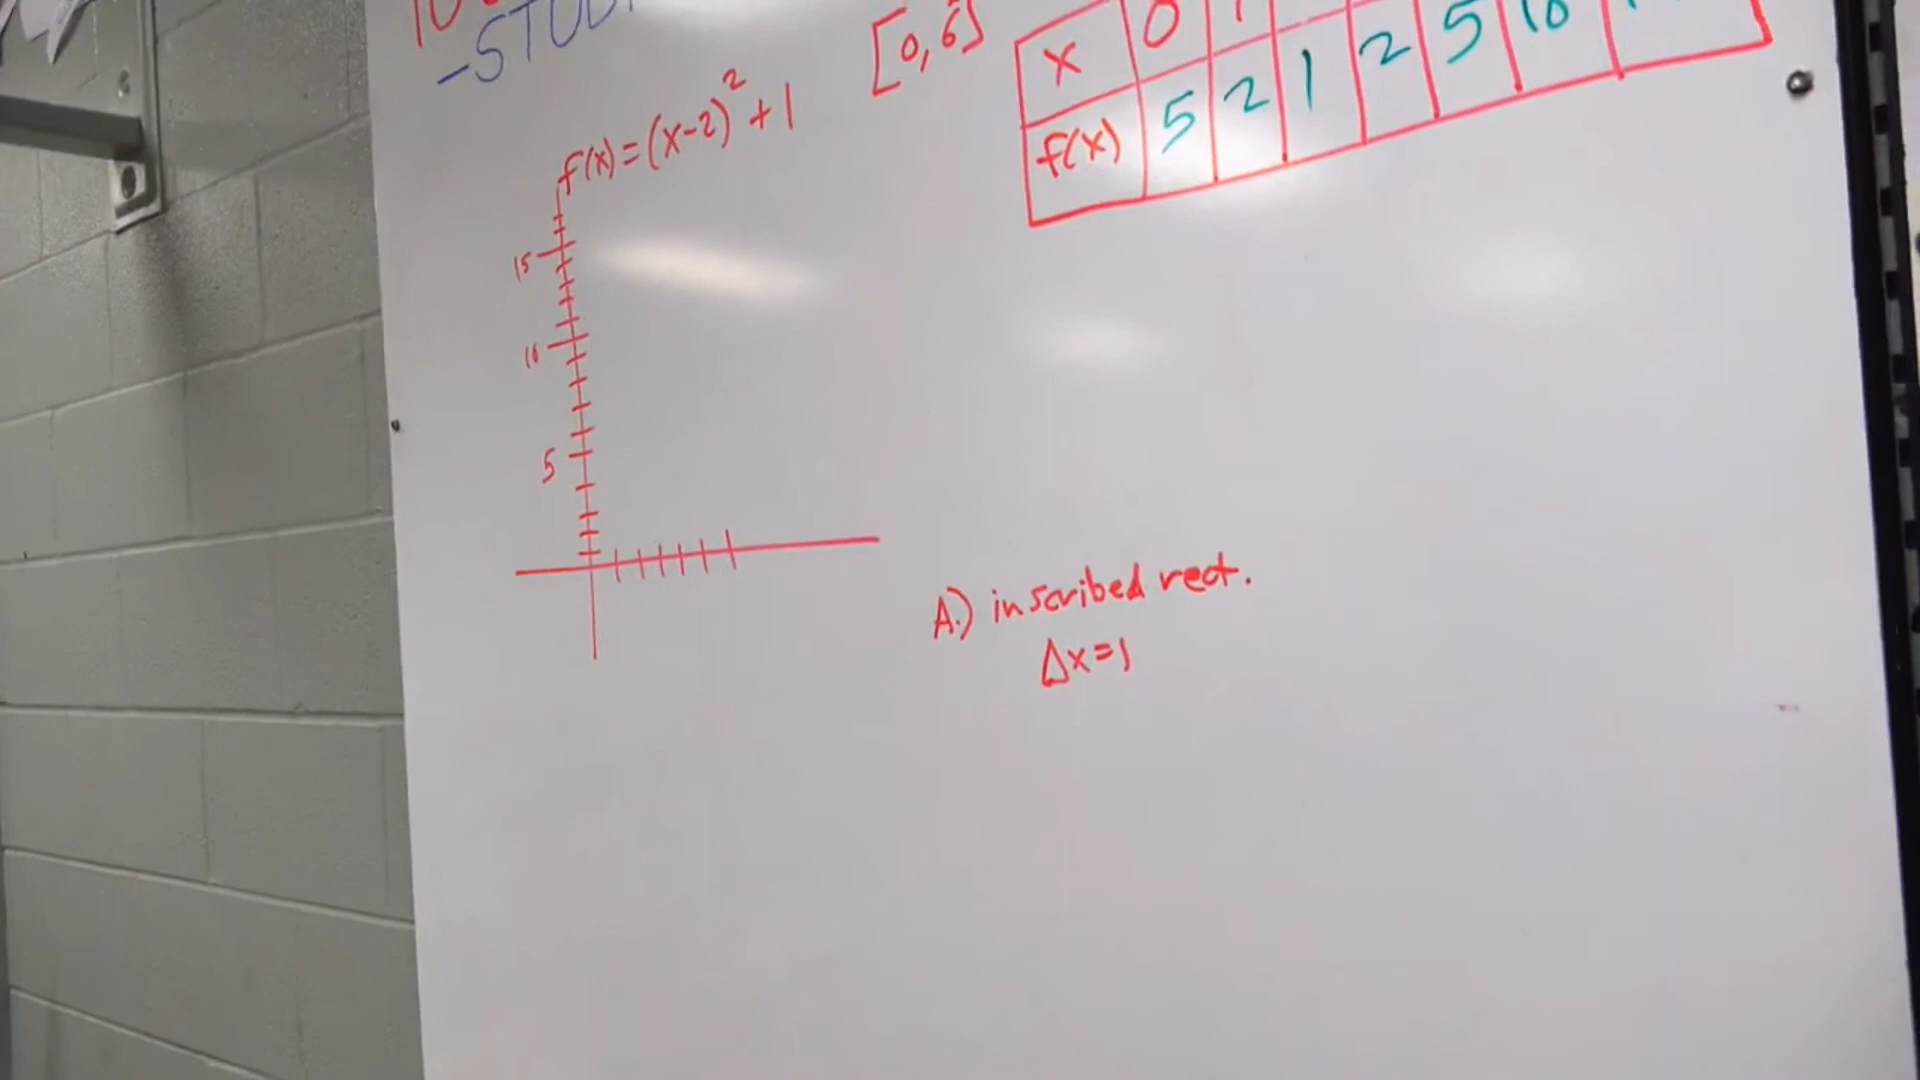 f(x)=(x-2)²+1
[0,6]
x 0
f(x) 5 2 1 2 5 10
15
10
5
A.) inscribed rect.
Δx=1